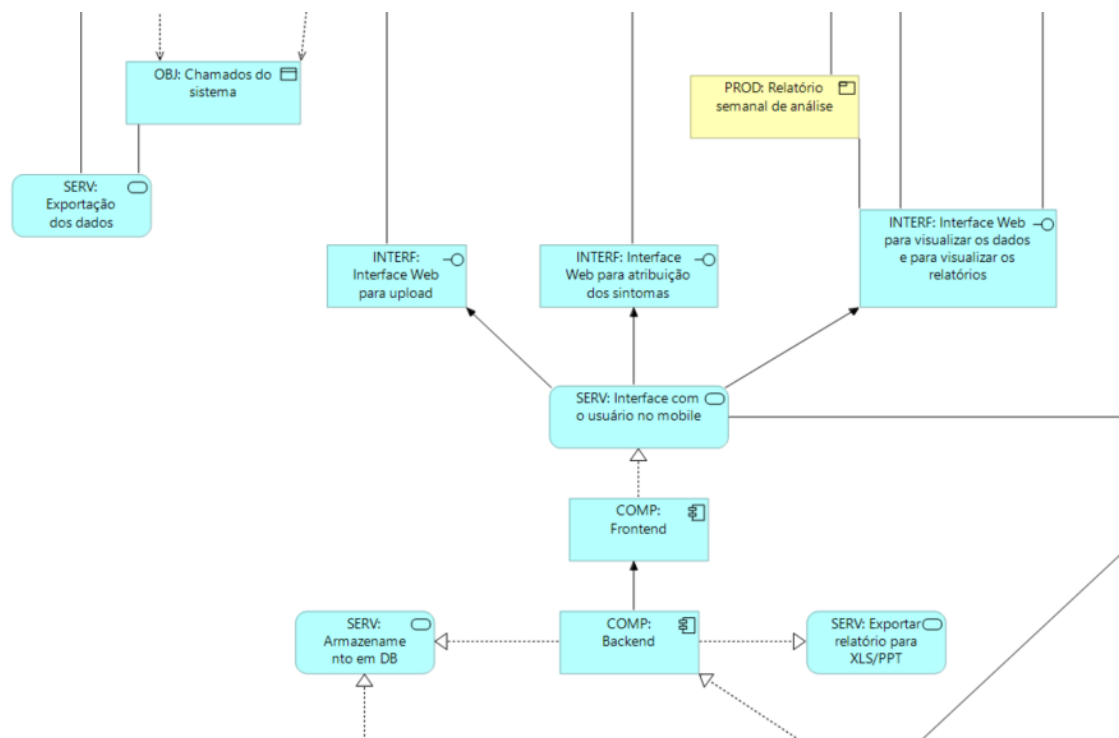 OBJ: Chamados do
sistema
PROD: Relatório
semanal de análise
SERV:
Exportação
dos dados
INTERF:
Interface Web
para upload
INTERF: Interface
Web para atribuição
dos sintomas
INTERF: Interface Web
para visualizar os dados
e para visualizar os
relatórios
SERV: Interface com
o usuário no mobile
COMP:
Frontend
SERV:
Armazename
nto em DB
COMP:
Backend
SERV: Exportar
relatório para
XLS/PPT